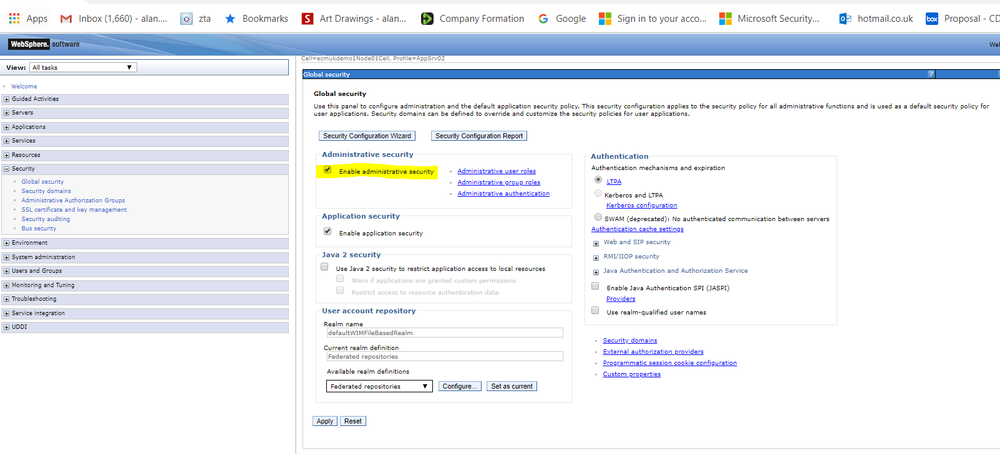 Apps Inbox (1,660) - alan.... zta Bookmarks S Art Drawings - alan... Company Formation Google Sign in to your acco... Microsoft Security... hotmail.co.uk box Proposal - CD
WebSphere. software
View: All tasks
Welcome
Guided Activities
Servers
Applications
Services
Resources
Security
Global security
Security domains
Administrative Authorization Groups
SSL certificate and key management
Security auditing
Bus security
Environment
System administration
Users and Groups
Monitoring and Tuning
Troubleshooting
Service integration
UDDI
Cell=ecmukdemo1Node01Cell, Profile=AppSrv02
Global security ?
Global security
Use this panel to configure administration and the default application security policy. This security configuration applies to the security policy for all administrative functions and is used as a default security policy for
user applications. Security domains can be defined to override and customize the security policies for user applications.
Security Configuration Wizard Security Configuration Report
Administrative security
Enable administrative security
Administrative user roles
Administrative group roles
Administrative authentication
Application security
Enable application security
Java 2 security
Use Java 2 security to restrict application access to local resources
Warn if applications are granted custom permissions
Restrict access to resource authentication data
User account repository
Realm name
defaultWIMFileBasedRealm
Current realm definition
Federated repositories
Available realm definitions
Federated repositories Configure... Set as current
Apply Reset
Authentication
Authentication mechanisms and expiration
LTPA
Kerberos and LTPA
Kerberos configuration
SWAM (deprecated): No authenticated communication between servers
Authentication cache settings
Web and SIP security
RMI/IIOP security
Java Authentication and Authorization Service
Enable Java Authentication SPI (JASPI)
Providers
Use realm-qualified user names
Security domains
External authorization providers
Programmatic session cookie configuration
Custom properties